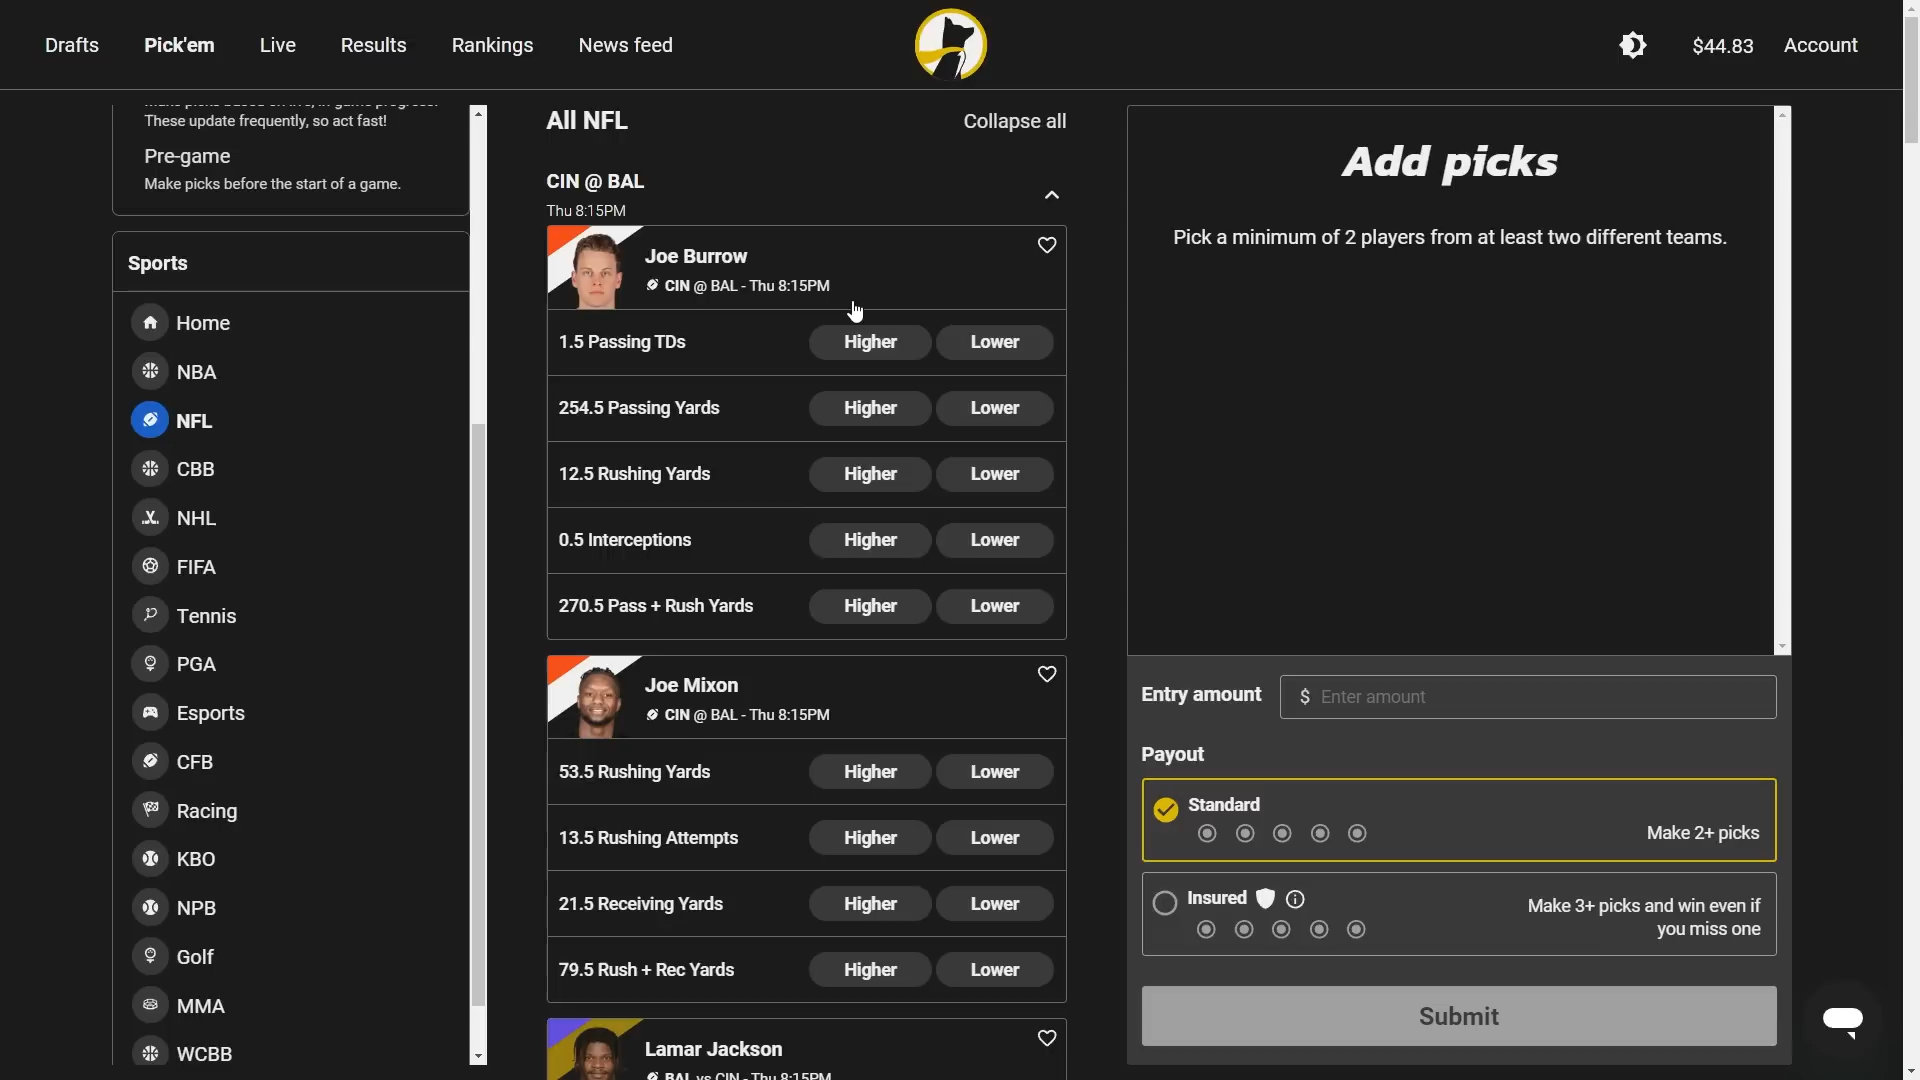 Drafts
Pick'em
Live
Results
Rankings
News feed
$44.83
Account
These update frequently, so act fast!
Pre-game
Make picks before the start of a game.
Sports
Home
NBA
NFL
CBB
NHL
FIFA
Tennis
PGA
Esports
CFB
Racing
KBO
NPB
Golf
MMA
WCBB
All NFL
Collapse all
CIN @ BAL
Thu 8:15PM
Joe Burrow
CIN @ BAL - Thu 8:15PM
1.5 Passing TDs Higher Lower
254.5 Passing Yards Higher Lower
12.5 Rushing Yards Higher Lower
0.5 Interceptions Higher Lower
270.5 Pass + Rush Yards Higher Lower
Joe Mixon
CIN @ BAL - Thu 8:15PM
53.5 Rushing Yards Higher Lower
13.5 Rushing Attempts Higher Lower
21.5 Receiving Yards Higher Lower
79.5 Rush + Rec Yards Higher Lower
Lamar Jackson
BAL vs CIN - Thu 8:15PM
Add picks
Pick a minimum of 2 players from at least two different teams.
Entry amount $ Enter amount
Payout
Standard
Make 2+ picks
Insured
Make 3+ picks and win even if
you miss one
Submit